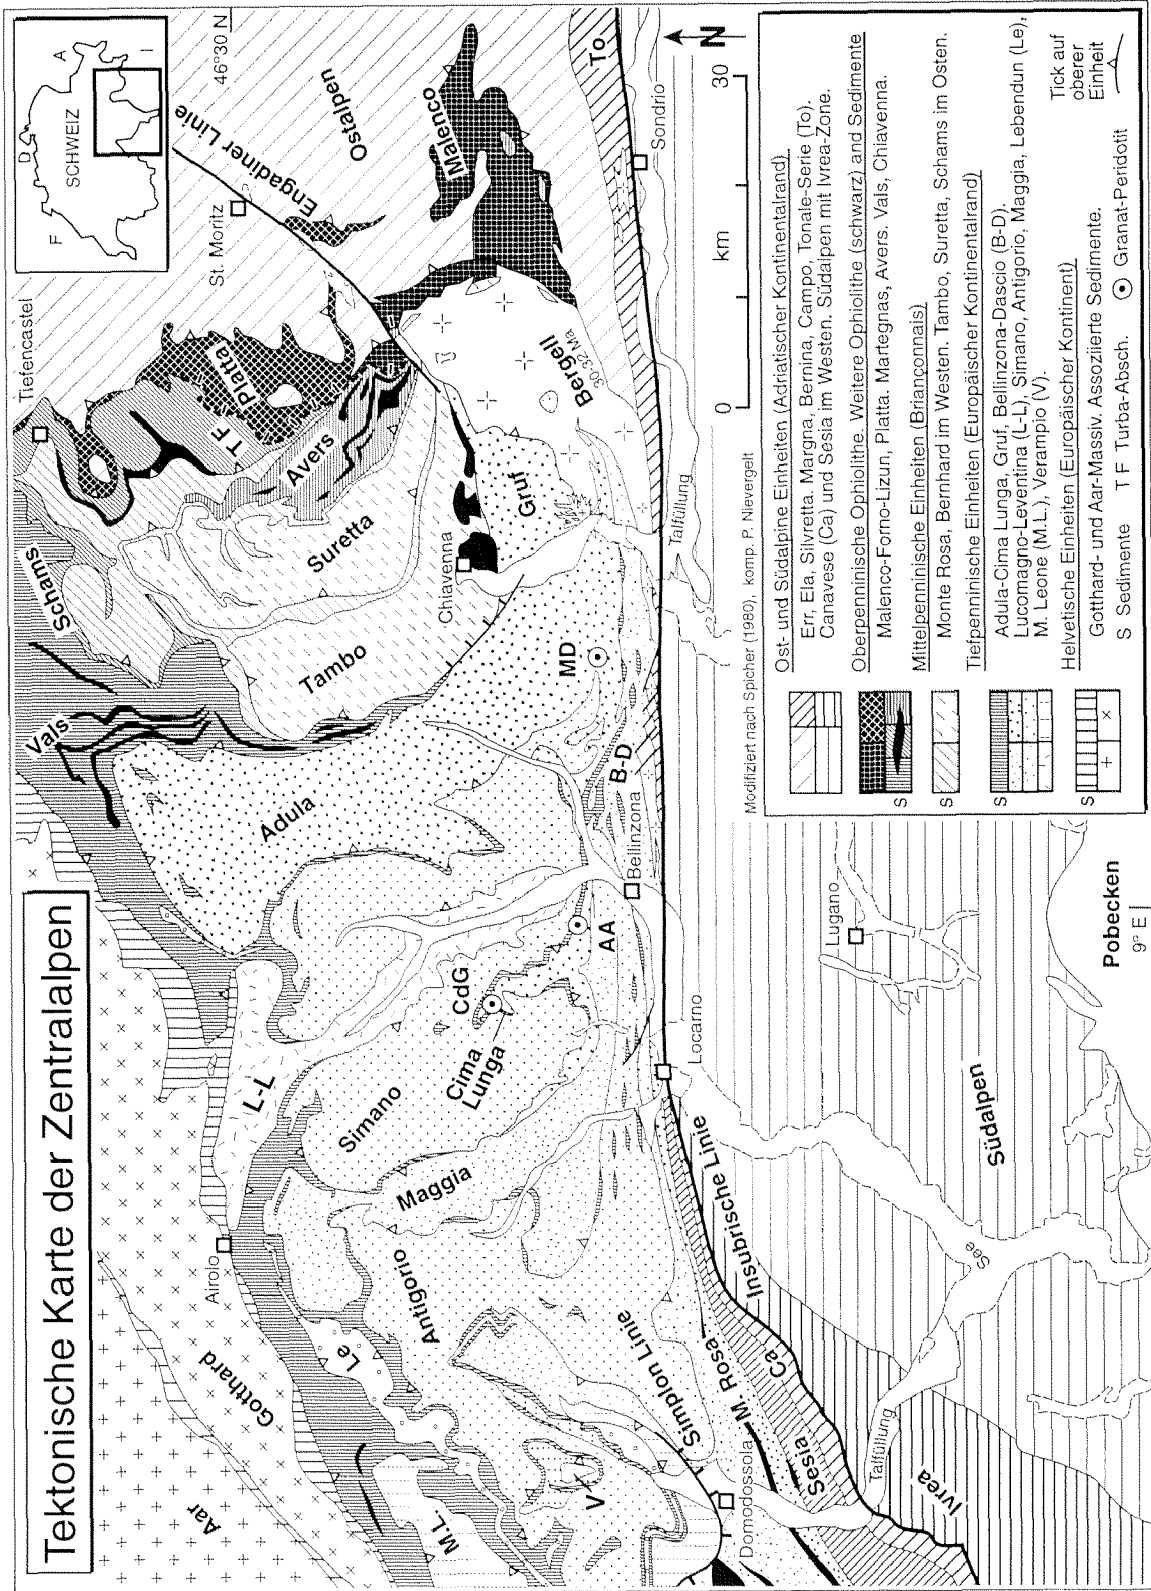 Tektonische Karte der Zentralalpen
D
A
F
SCHWEIZ
I
46°30 N
Tiefencastel
St. Moritz
Engadiner Linie
Ostalpen
Schams
Vals
Platta
T F
Avers
Malenco
Suretta
Tambo
Adula
Chiavenna
Gruf
Bergell
30-32 Ma
To
Sondrio
Talfüllung
MD
B-D
Bellinzona
AA
CdG
Cima
Lunga
L-L
Simano
Maggia
Airolo
Gotthard
Aar
Le
Antigorio
M.L.
V
Simplon Linie
Domodossola
M. Rosa
Insubrische Linie
Locarno
Ca
Sesia
Talfüllung
Ivrea
See
Südalpen
Lugano
Pobecken
9° E
0
km
30
N
Modifiziert nach Spicher (1980), komp. P. Nievergelt
Ost- und Südalpine Einheiten (Adriatischer Kontinentalrand)
Err, Ela, Silvretta. Margna, Bernina, Campo, Tonale-Serie (To).
Canavese (Ca) und Sesia im Westen. Südalpen mit Ivrea-Zone.
Oberpenninische Ophiolithe. Weitere Ophiolithe (schwarz) and Sedimente
Malenco-Forno-Lizun, Platta. Martegnas, Avers, Vals, Chiavenna.
S
Mittelpenninische Einheiten (Briançonnais)
Monte Rosa, Bernhard im Westen. Tambo, Suretta, Schams im Osten.
S
Tiefpenninische Einheiten (Europäischer Kontinentalrand)
Adula-Cima Lunga, Gruf, Bellinzona-Dascio (B-D).
Lucomagno-Leventina (L-L), Simano, Antigorio, Maggia, Lebendun (Le),
M. Leone (M.L.), Verampio (V).
S
Helvetische Einheiten (Europäischer Kontinent)
Gotthard- und Aar-Massiv. Assoziierte Sedimente.
S
S Sedimente T F Turba-Absch. Granat-Peridotit
Tick auf
oberer
Einheit